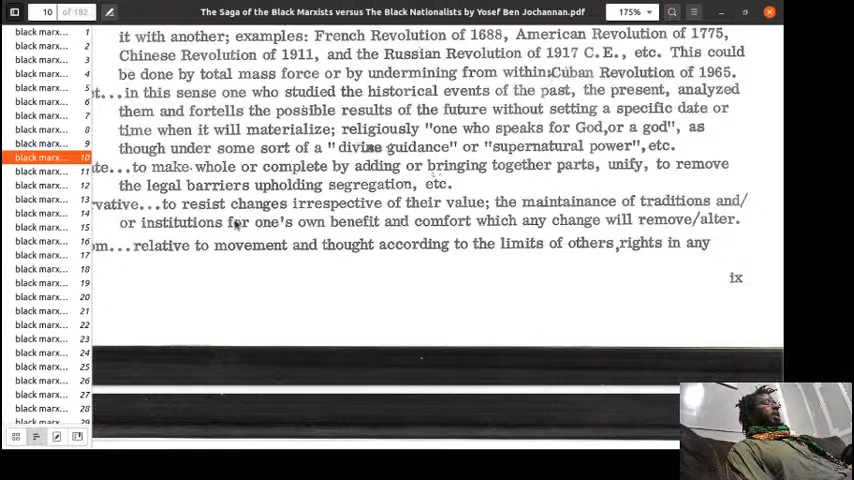 10 of 182
The Saga of the Black Marxists versus The Black Nationalists by Yosef Ben Jochannan.pdf
175%
black marx... 1
black marx... 2
black marx... 3
black marx... 4
black marx... 5
black marx... 6
black marx... 7
black marx... 8
black marx... 9
black marx... 10
black marx... 11
black marx... 12
black marx... 13
black marx... 14
black marx... 15
black marx... 16
black marx... 17
black marx... 18
black marx... 19
black marx... 20
black marx... 21
black marx... 22
black marx... 23
black marx... 24
black marx... 25
black marx... 26
black marx... 27
black marx... 28
black marx... 29
it with another; examples: French Revolution of 1688, American Revolution of 1775,
Chinese Revolution of 1911, and the Russian Revolution of 1917 C.E., etc. This could
be done by total mass force or by undermining from within:Cuban Revolution of 1965.
t...in this sense one who studied the historical events of the past, the present, analyzed
them and fortells the possible results of the future without setting a specific date or
time when it will materialize; religiously "one who speaks for God,or a god", as
though under some sort of a "divine guidance" or "supernatural power", etc.
te...to make whole or complete by adding or bringing together parts, unify, to remove
the legal barriers upholding segregation, etc.
rvative...to resist changes irrespective of their value; the maintainance of traditions and/
or institutions for one's own benefit and comfort which any change will remove/alter.
om...relative to movement and thought according to the limits of others,rights in any
ix